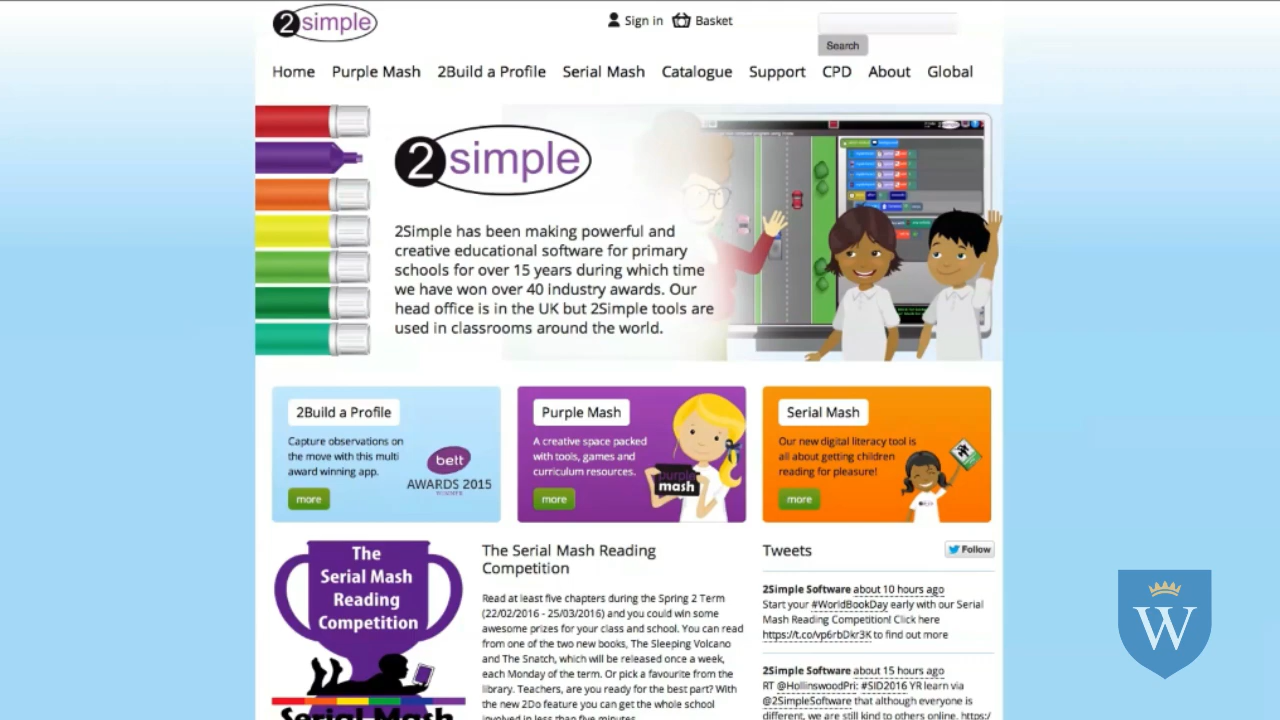 2simple
Sign in
Basket
Search
Home
Purple Mash
2Build a Profile
Serial Mash
Catalogue
Support
CPD
About
Global
2simple
2Simple has been making powerful and
creative educational software for primary
schools for over 15 years during which time
we have won over 40 industry awards. Our
head office is in the UK but 2Simple tools are
used in classrooms around the world.
2Build a Profile
Capture observations on
the move with this multi
award winning app.
more
bett
AWARDS 2015
WINNER
Purple Mash
A creative space packed
with tools, games and
curriculum resources.
more
purple
mash
Serial Mash
Our new digital literacy tool is
all about getting children
reading for pleasure!
more
The
Serial Mash
Reading
Competition
Serial Mash
The Serial Mash Reading
Competition
Read at least five chapters during the Spring 2 Term
(22/02/2016 - 25/03/2016) and you could win some
awesome prizes for your class and school. You can read
from one of the two new books, The Sleeping Volcano
and The Snatch, which will be released once a week,
each Monday of the term. Or pick a favourite from the
library. Teachers, are you ready for the best part? With
the new 2Do feature you can get the whole school
involved in less than five minutes.
Tweets
Follow
2Simple Software about 10 hours ago
Start your #WorldBookDay early with our Serial
Mash Reading Competition! Click here
https://t.co/vp6rbDkr3K to find out more
2Simple Software about 15 hours ago
RT @HollinswoodPri: #SID2016 YR learn via
@2SimpleSoftware that although everyone is
different, we are still kind to others online. https:/
W